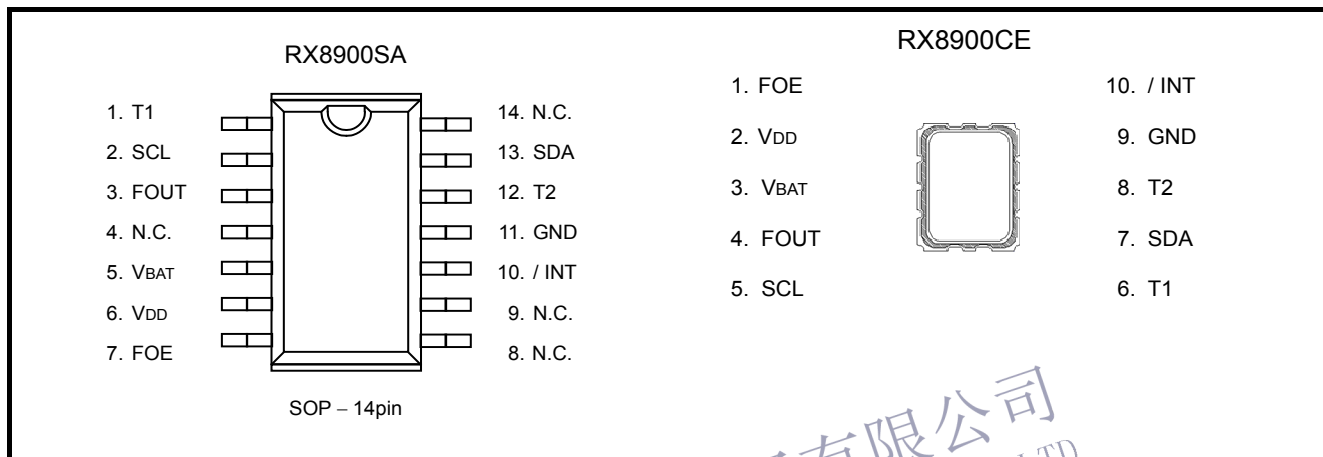 RX8900SA
1. T1
2. SCL
3. FOUT
4. N.C.
5. VBAT
6. VDD
7. FOE
14. N.C.
13. SDA
12. T2
11. GND
10. / INT
9. N.C.
8. N.C.
SOP – 14pin
RX8900CE
1. FOE
2. VDD
3. VBAT
4. FOUT
5. SCL
10. / INT
9. GND
8. T2
7. SDA
6. T1
有限公司
LTD